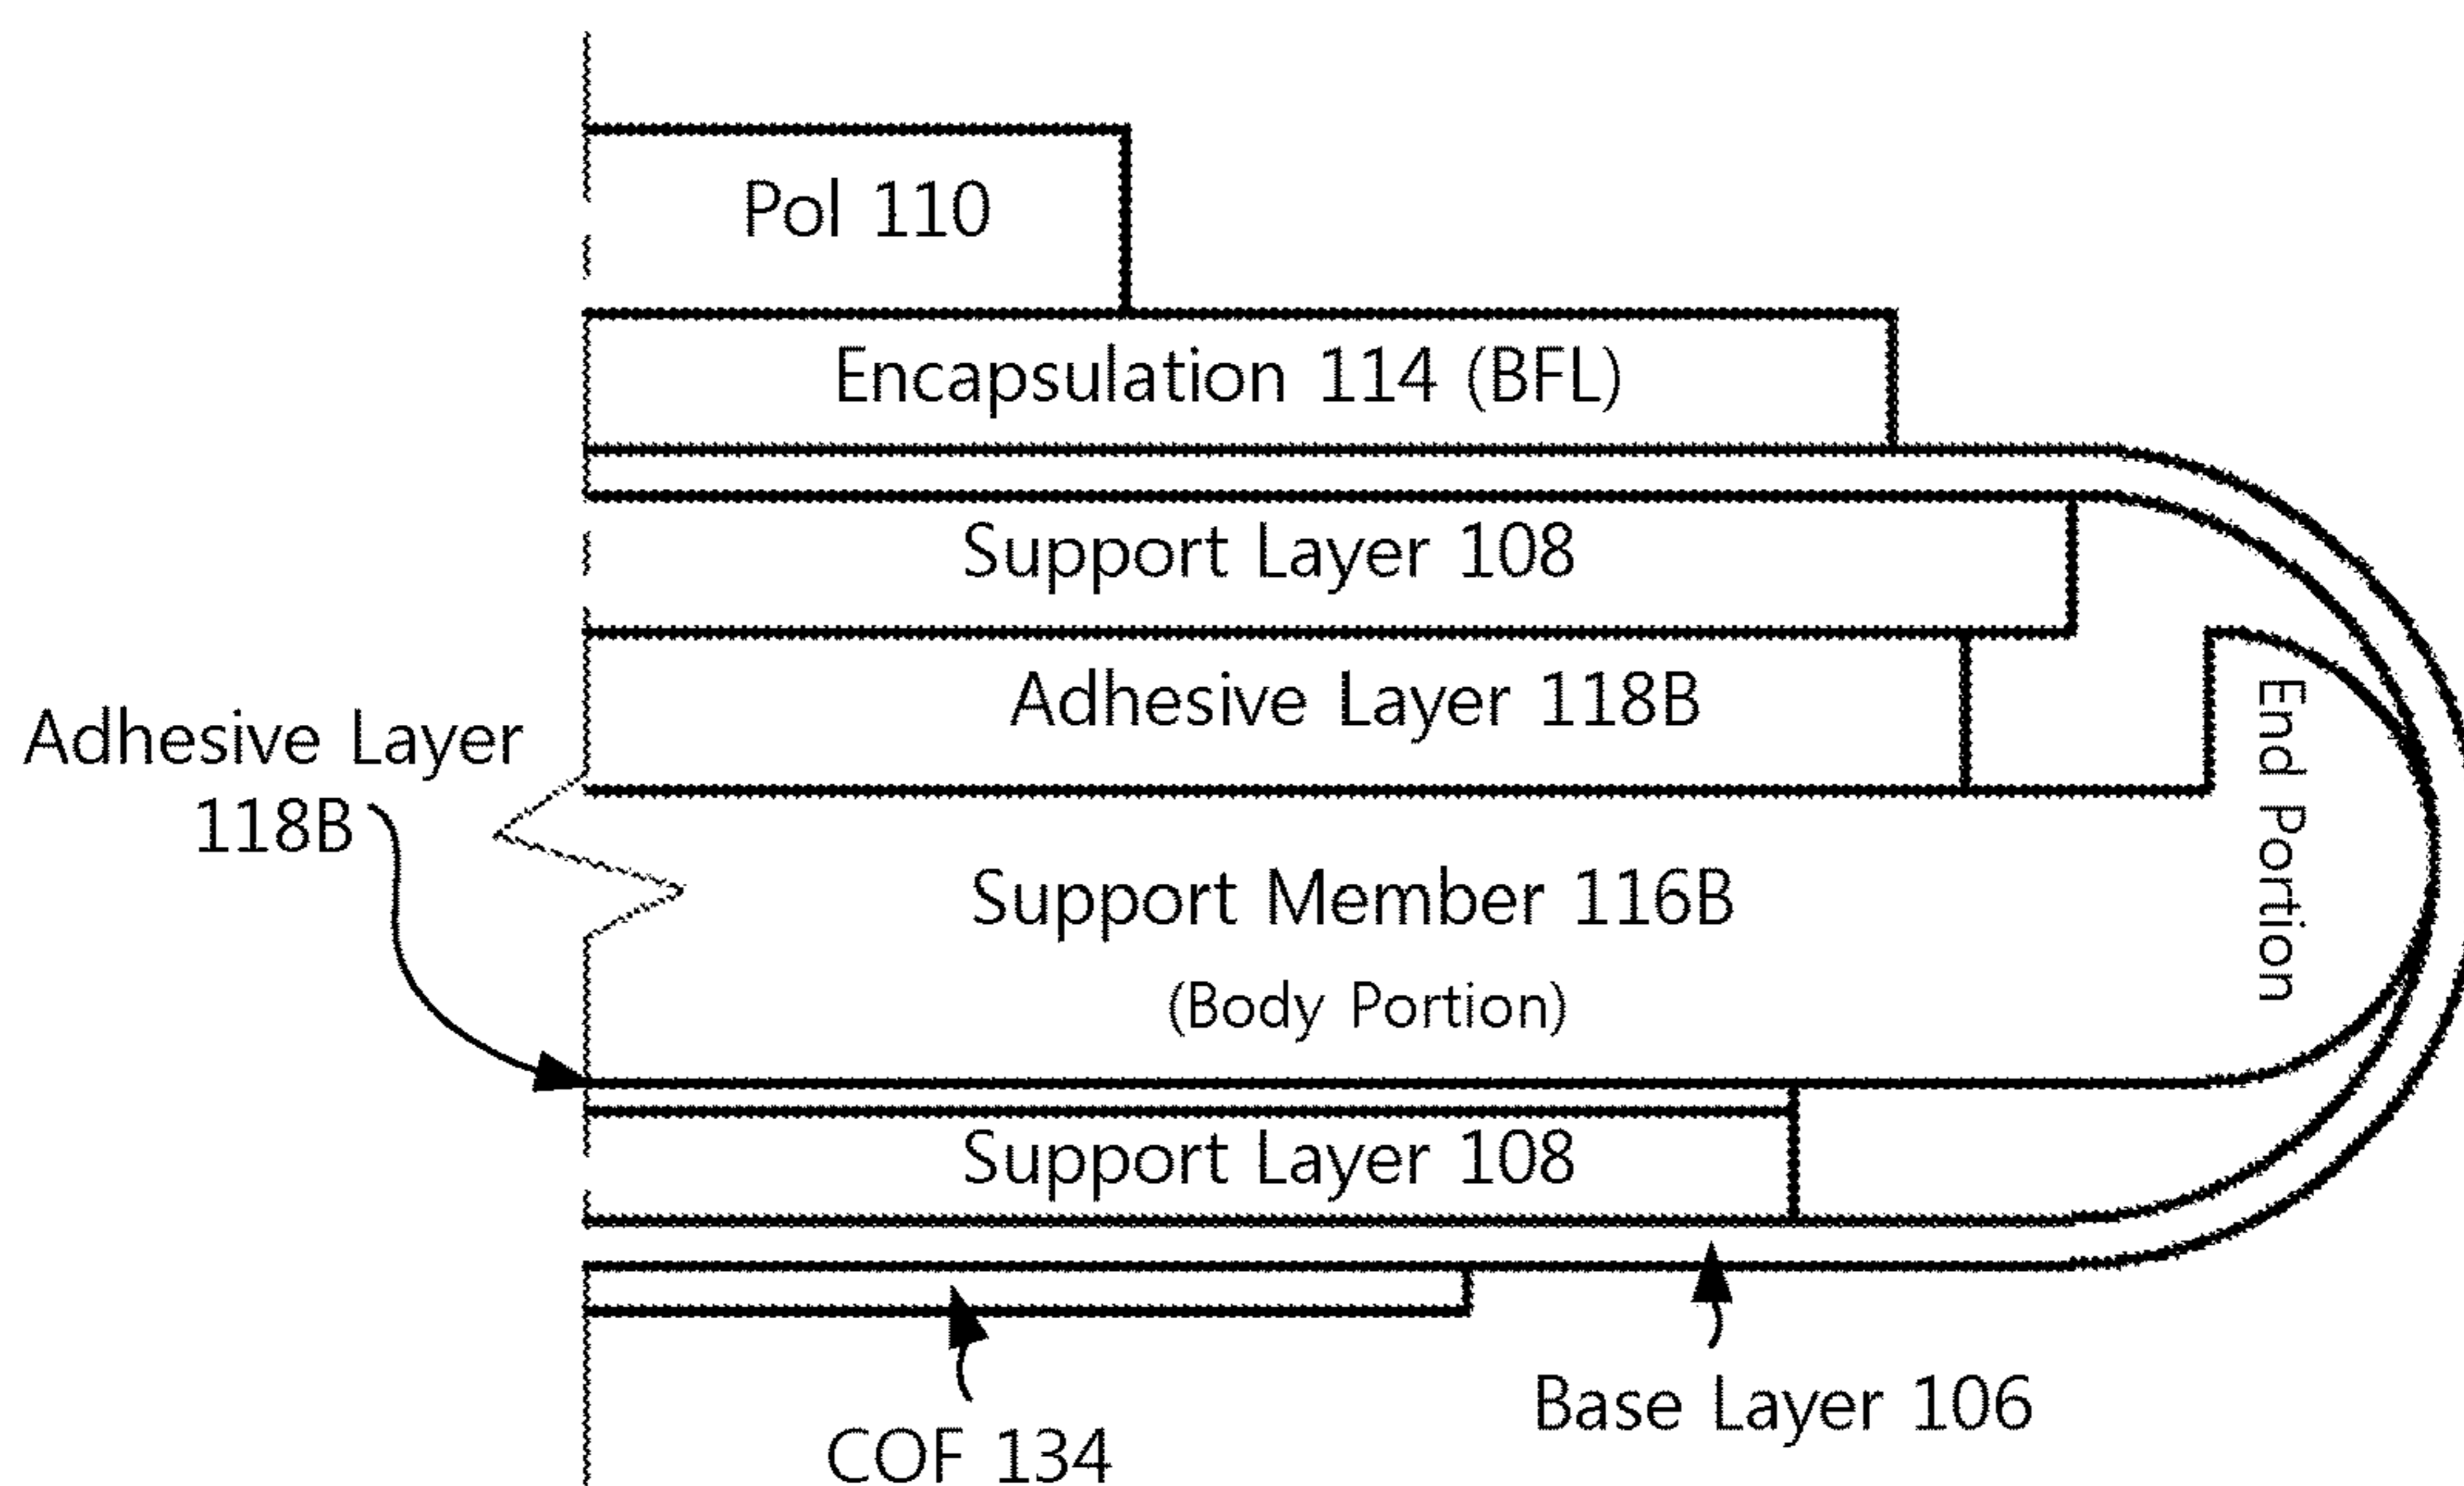 Pol 110
Encapsulation 114 (BFL)
Support Layer 108
Adhesive Layer 118B
Adhesive Layer
118B
End Portion
Support Member 116B
(Body Portion)
Support Layer 108
Base Layer 106
COF 134